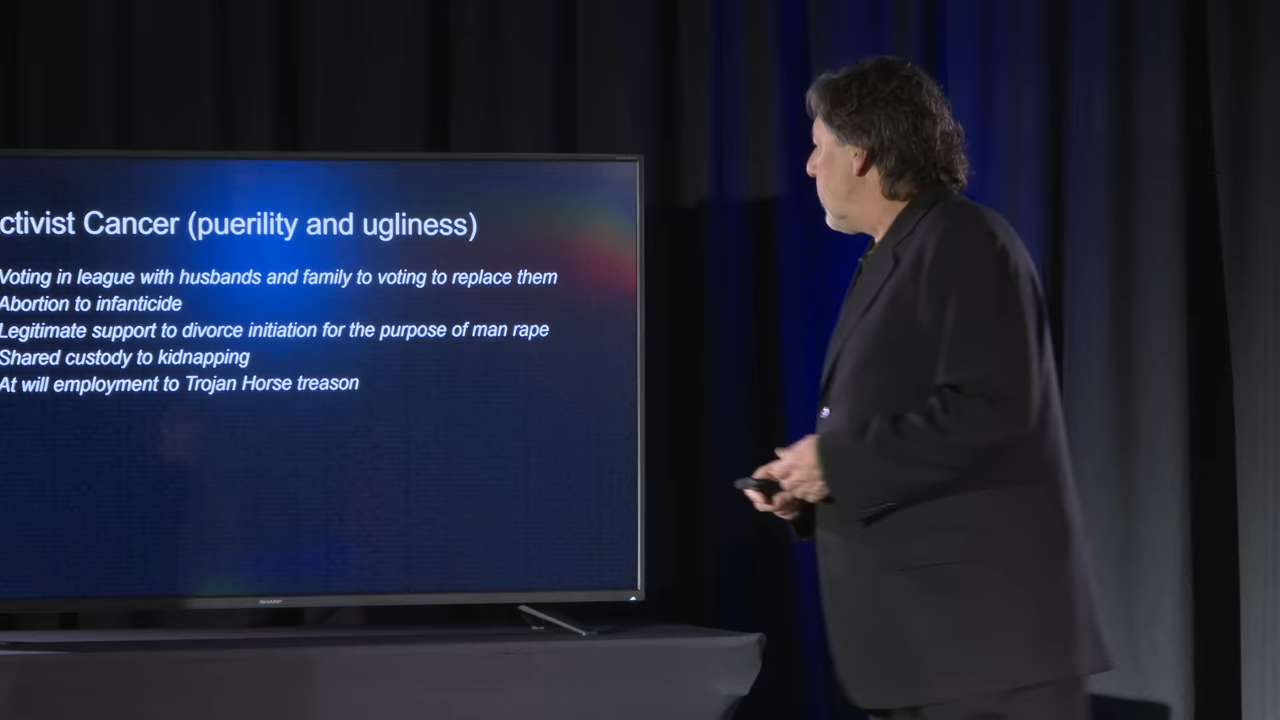 ctivist Cancer (puerility and ugliness)
Voting in league with husbands and family to voting to replace them
Abortion to infanticide
Legitimate support to divorce initiation for the purpose of man rape
Shared custody to kidnapping
At will employment to Trojan Horse treason
SHARP